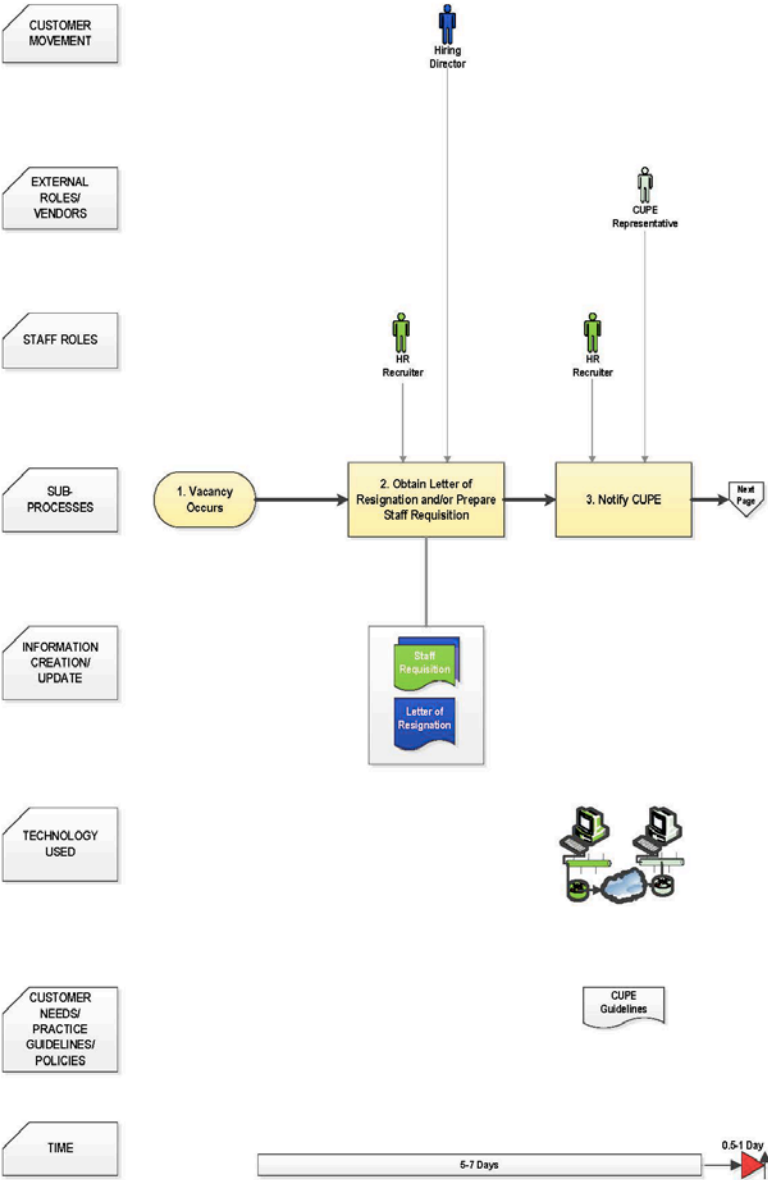 CUSTOMER
MOVEMENT
Hiring
Director
EXTERNAL
ROLES/
VENDORS
CUPE
Representative
STAFF ROLES
HR
Recruiter
HR
Recruiter
SUB-
PROCESSES
1. Vacancy
Occurs
2. Obtain Letter of
Resignation and/or Prepare
Staff Requisition
3. Notify CUPE
Next
Page
INFORMATION
CREATION/
UPDATE
Staff
Requisition
Letter of
Resignation
TECHNOLOGY
USED
CUSTOMER
NEEDS/
PRACTICE
GUIDELINES/
POLICIES
CUPE
Guidelines
TIME
5-7 Days
0.5-1 Day